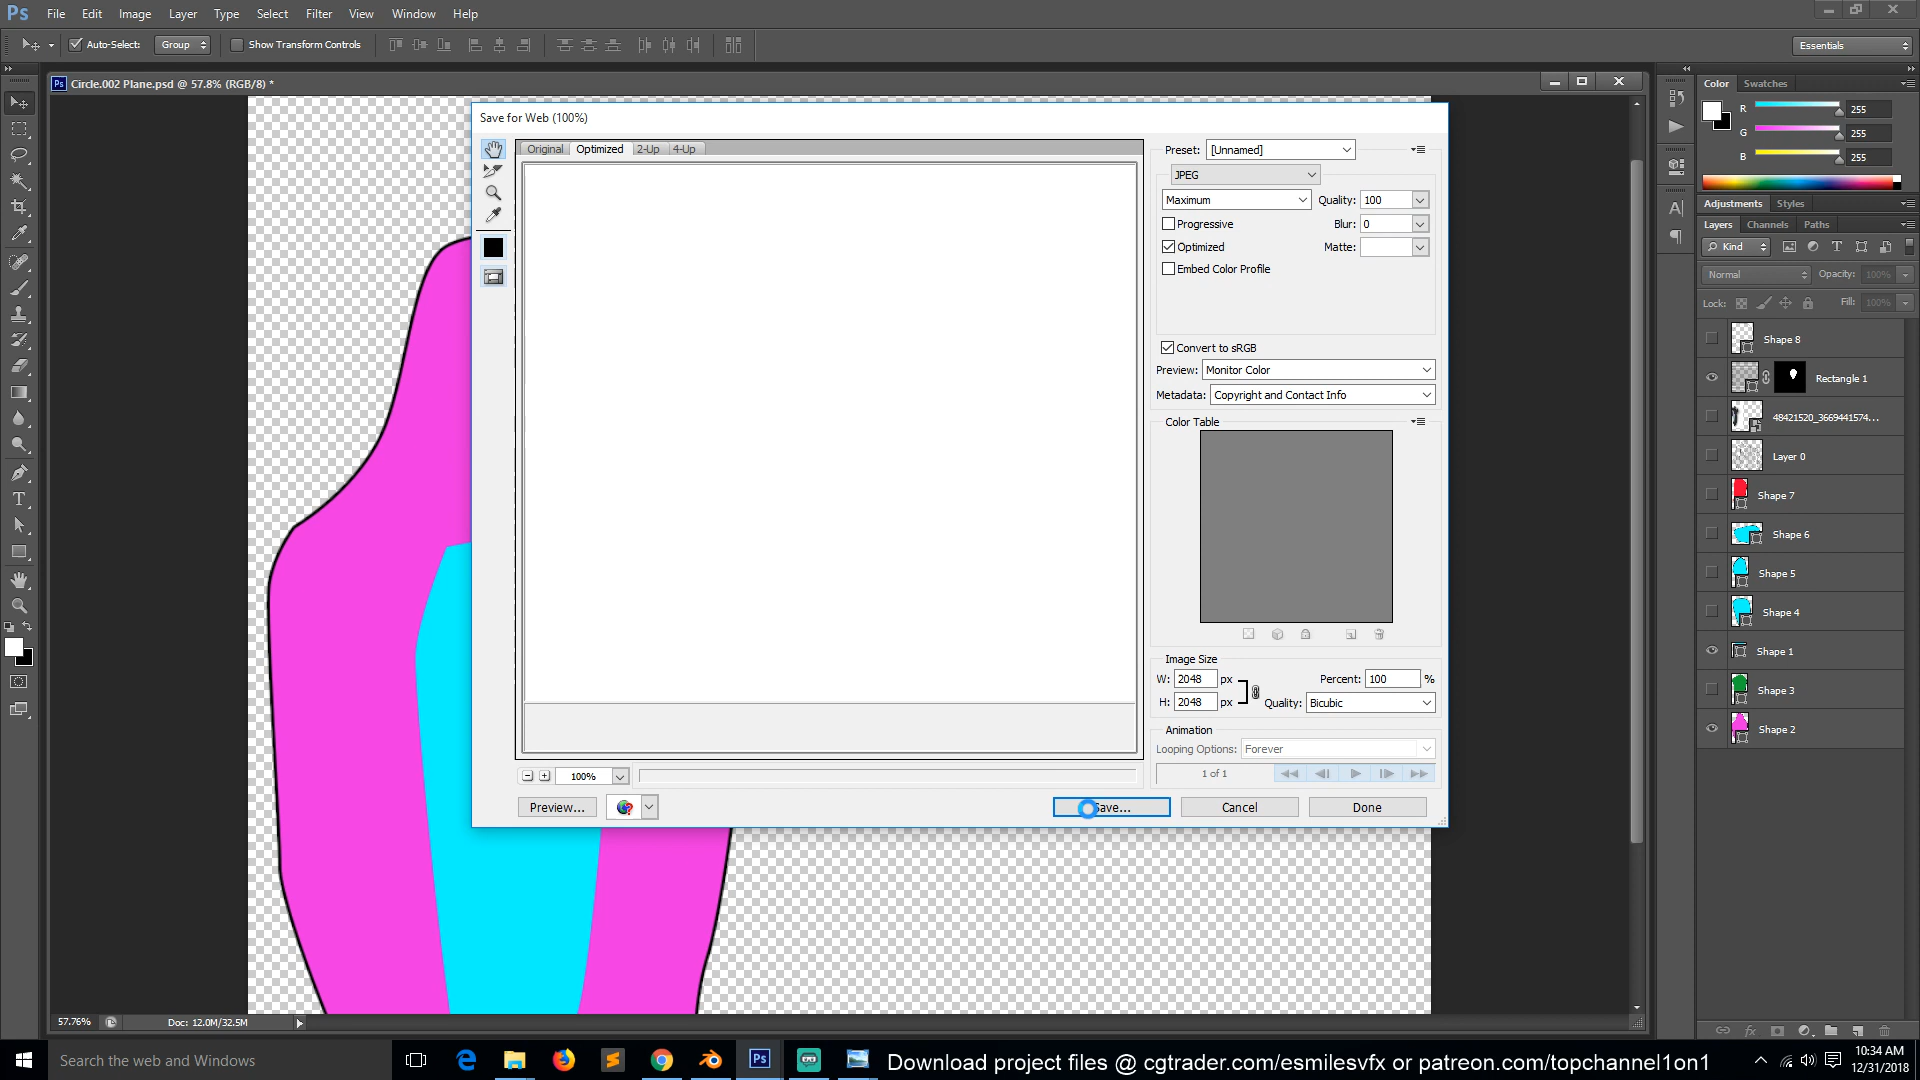 Ps File Edit Image Layer Type Select Filter View Window Help
Auto-Select: Group Show Transform Controls Essentials
Ps Circle.002 Plane.psd @ 57.8% (RGB/8) *
Save for Web (100%)
Original Optimized 2-Up 4-Up
Preset: [Unnamed]
JPEG
Maximum Quality: 100
Progressive Blur: 0
Optimized Matte:
Embed Color Profile
Convert to sRGB
Preview: Monitor Color
Metadata: Copyright and Contact Info
Color Table
Image Size
W: 2048 px Percent: 100 %
H: 2048 px Quality: Bicubic
Animation
Looping Options: Forever
1 of 1
100%
Preview... Save... Cancel Done
Color Swatches
R 255
G 255
B 255
Adjustments Styles
Layers Channels Paths
Kind
Normal Opacity: 100%
Lock: Fill: 100%
Shape 8
Rectangle 1
48421520_3669441574...
Layer 0
Shape 7
Shape 6
Shape 5
Shape 4
Shape 1
Shape 3
Shape 2
57.76% Doc: 12.0M/32.5M
Search the web and Windows
Download project files @ cgtrader.com/esmilesvfx or patreon.com/topchannel1on1
10:34 AM
12/31/2018